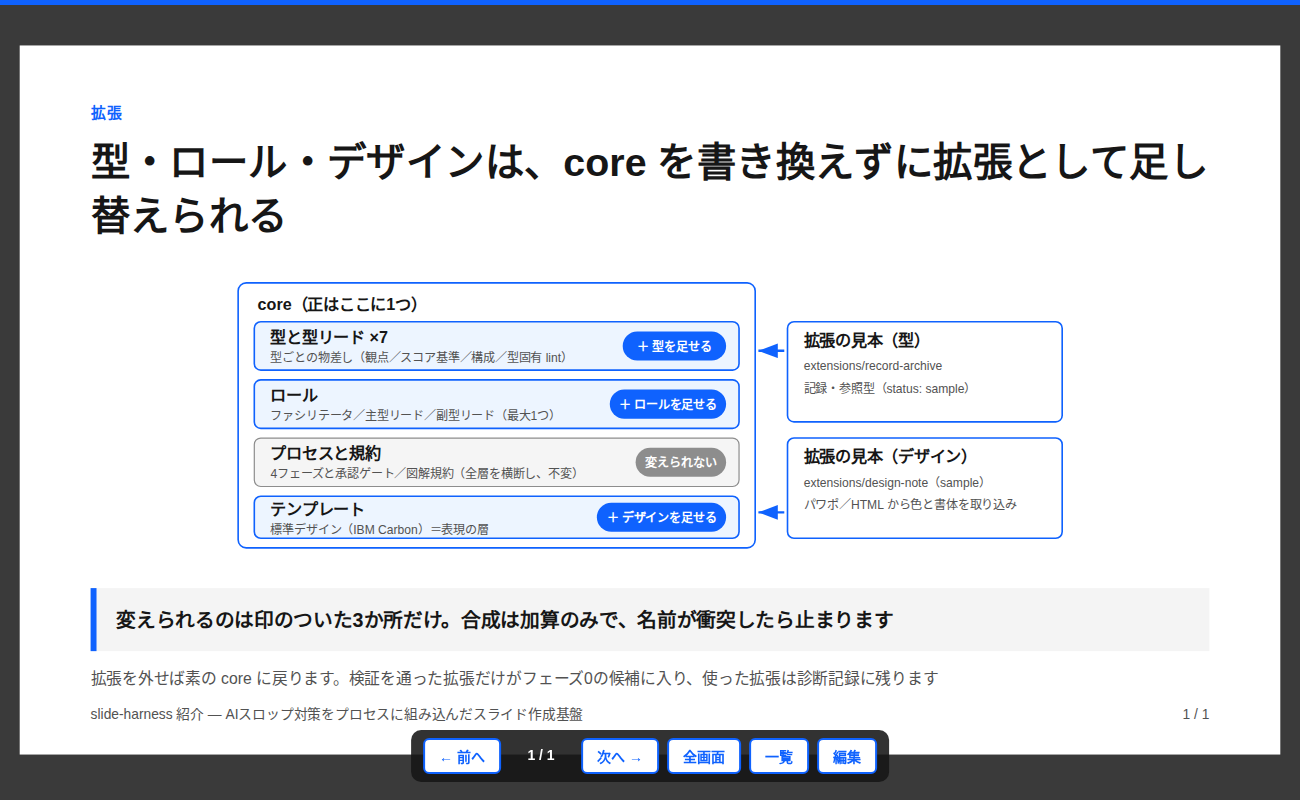 拡張
型・ロール・デザインは、core を書き換えずに拡張として足し
替えられる
core（正はここに1つ）
型と型リード ×7
型ごとの物差し（観点／スコア基準／構成／型固有 lint）
＋ 型を足せる
ロール
ファシリテータ／主型リード／副型リード（最大1つ）
＋ ロールを足せる
プロセスと規約
4フェーズと承認ゲート／図解規約（全層を横断し、不変）
変えられない
テンプレート
標準デザイン（IBM Carbon）＝表現の層
＋ デザインを足せる
拡張の見本（型）
extensions/record-archive
記録・参照型（status: sample）
拡張の見本（デザイン）
extensions/design-note（sample）
パワポ／HTML から色と書体を取り込み
変えられるのは印のついた3か所だけ。合成は加算のみで、名前が衝突したら止まります
拡張を外せば素の core に戻ります。検証を通った拡張だけがフェーズ0の候補に入り、使った拡張は診断記録に残ります
slide-harness 紹介 — AIスロップ対策をプロセスに組み込んだスライド作成基盤
1 / 1
← 前へ
1 / 1
次へ →
全画面
一覧
編集